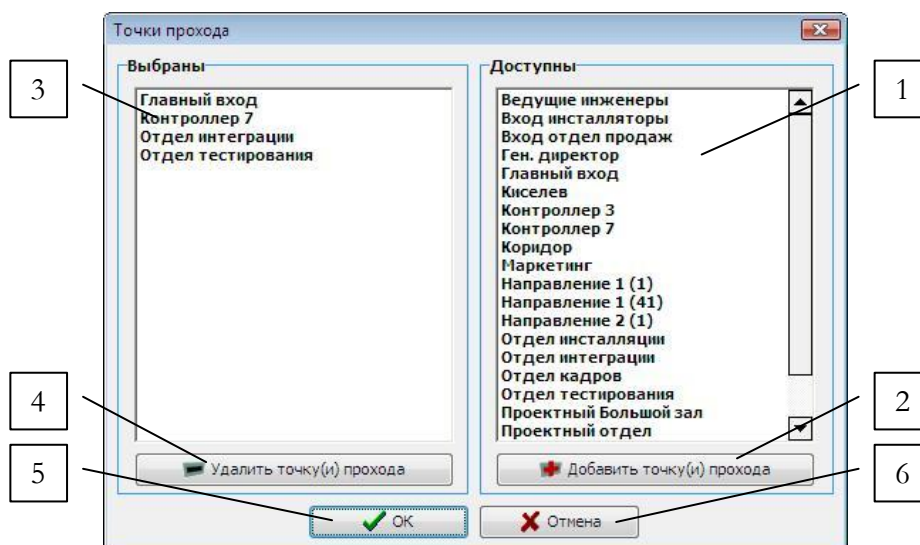 Точки прохода
Выбраны
Главный вход
Контроллер 7
Отдел интеграции
Отдел тестирования
Удалить точку(и) прохода
Доступны
Ведущие инженеры
Вход инсталляторы
Вход отдел продаж
Ген. директор
Главный вход
Киселев
Контроллер 3
Контроллер 7
Коридор
Маркетинг
Направление 1 (1)
Направление 1 (41)
Направление 2 (1)
Отдел инсталляции
Отдел интеграции
Отдел кадров
Отдел тестирования
Проектный Большой зал
Проектный отдел
Добавить точку(и) прохода
ОК
Отмена
3
4
5
1
2
6